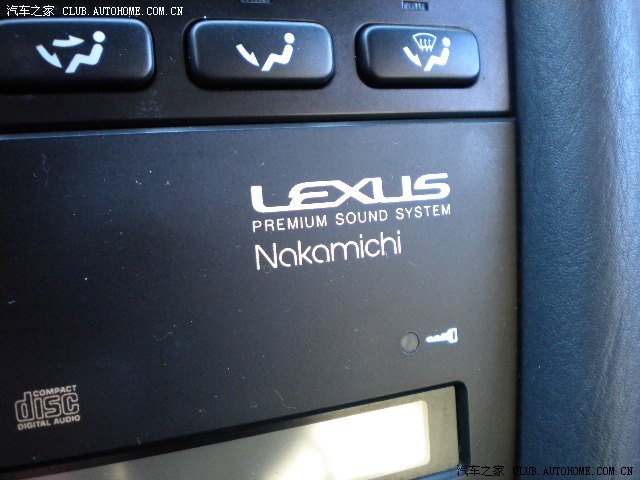 汽车之家 CLUB.AUTOHOME.COM.CN
LEXUS
PREMIUM SOUND SYSTEM
Nakamichi
COMPACT
disc
DIGITAL AUDIO
汽车之家 CLUB.AUTOHOME.COM.CN